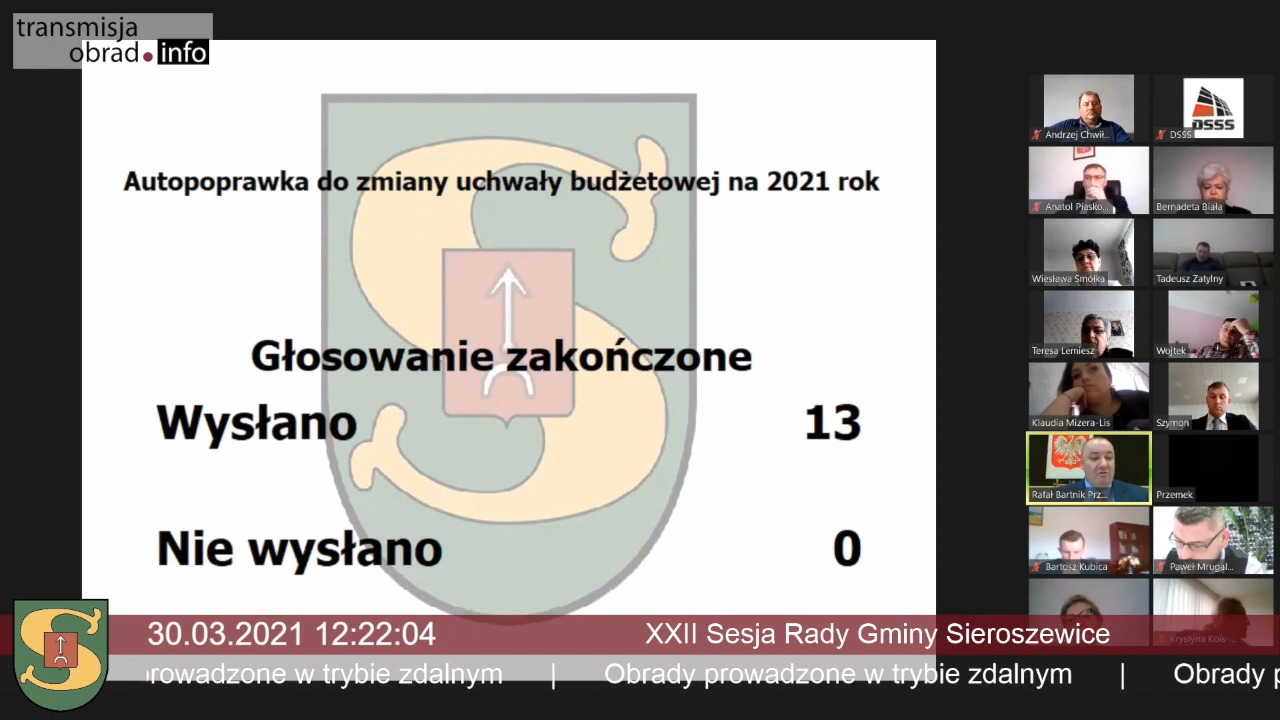 transmisja
obrad.info
Autopoprawka do zmiany uchwały budżetowej na 2021 rok
Głosowanie zakończone
Wysłano 13
Nie wysłano 0
Andrzej Chwił...
DSSS
DSSS
Anatol Piasko...
Bernadeta Biała
Wiesława Smółka
Tadeusz Zatylny
Teresa Lemiesz
Wojtek
Klaudia Mizera-Lis
Szymon
Rafał Bartnik Prz...
Przemek
Bartosz Kubica
Paweł Mrugal...
Krystyna Kois-...
30.03.2021 12:22:04
XXII Sesja Rady Gminy Sieroszewice
rowadzone w trybie zdalnym | Obrady prowadzone w trybie zdalnym | Obrady p